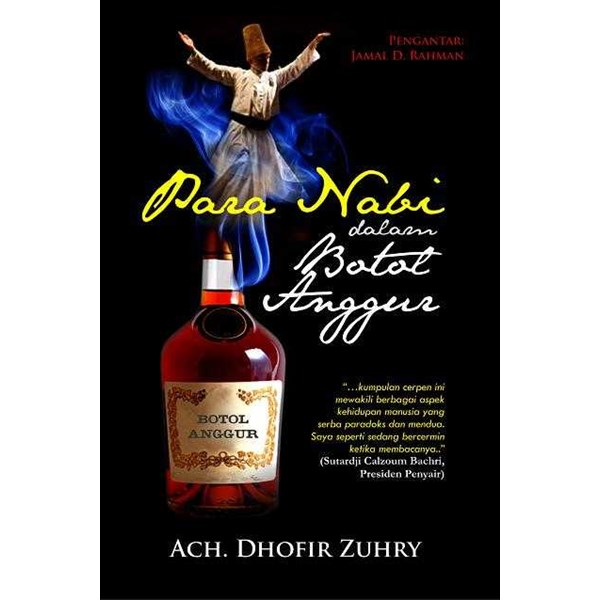 PENGANTAR:
JAMAL D. RAHMAN
Para Nabi
dalam
Botol
Anggur
BOTOL
ANGGUR
"...kumpulan cerpen ini
mewakili berbagai aspek
kehidupan manusia yang
serba paradoks dan mendua.
Saya seperti sedang bercermin
ketika membacanya.."
(Sutardji Calzoum Bachri,
Presiden Penyair)
ACH. DHOFIR ZUHRY